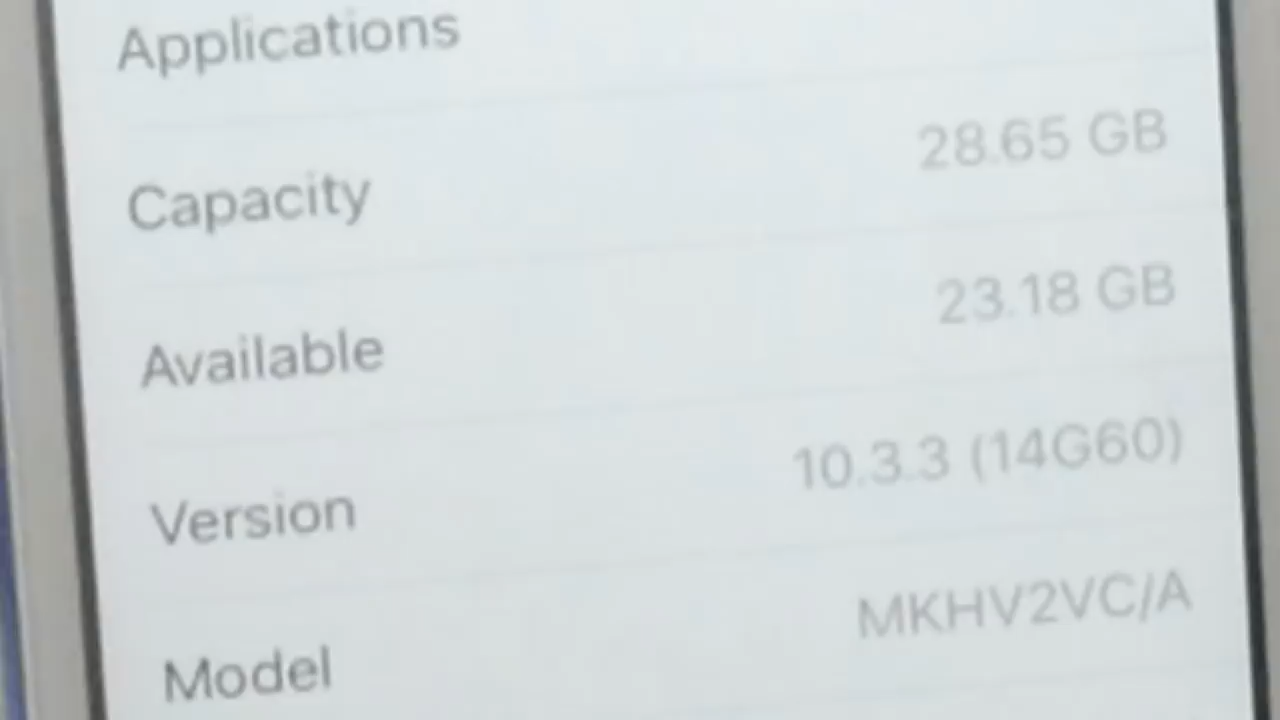 Applications
Capacity 28.65 GB
Available 23.18 GB
Version 10.3.3 (14G60)
Model MKHV2VC/A